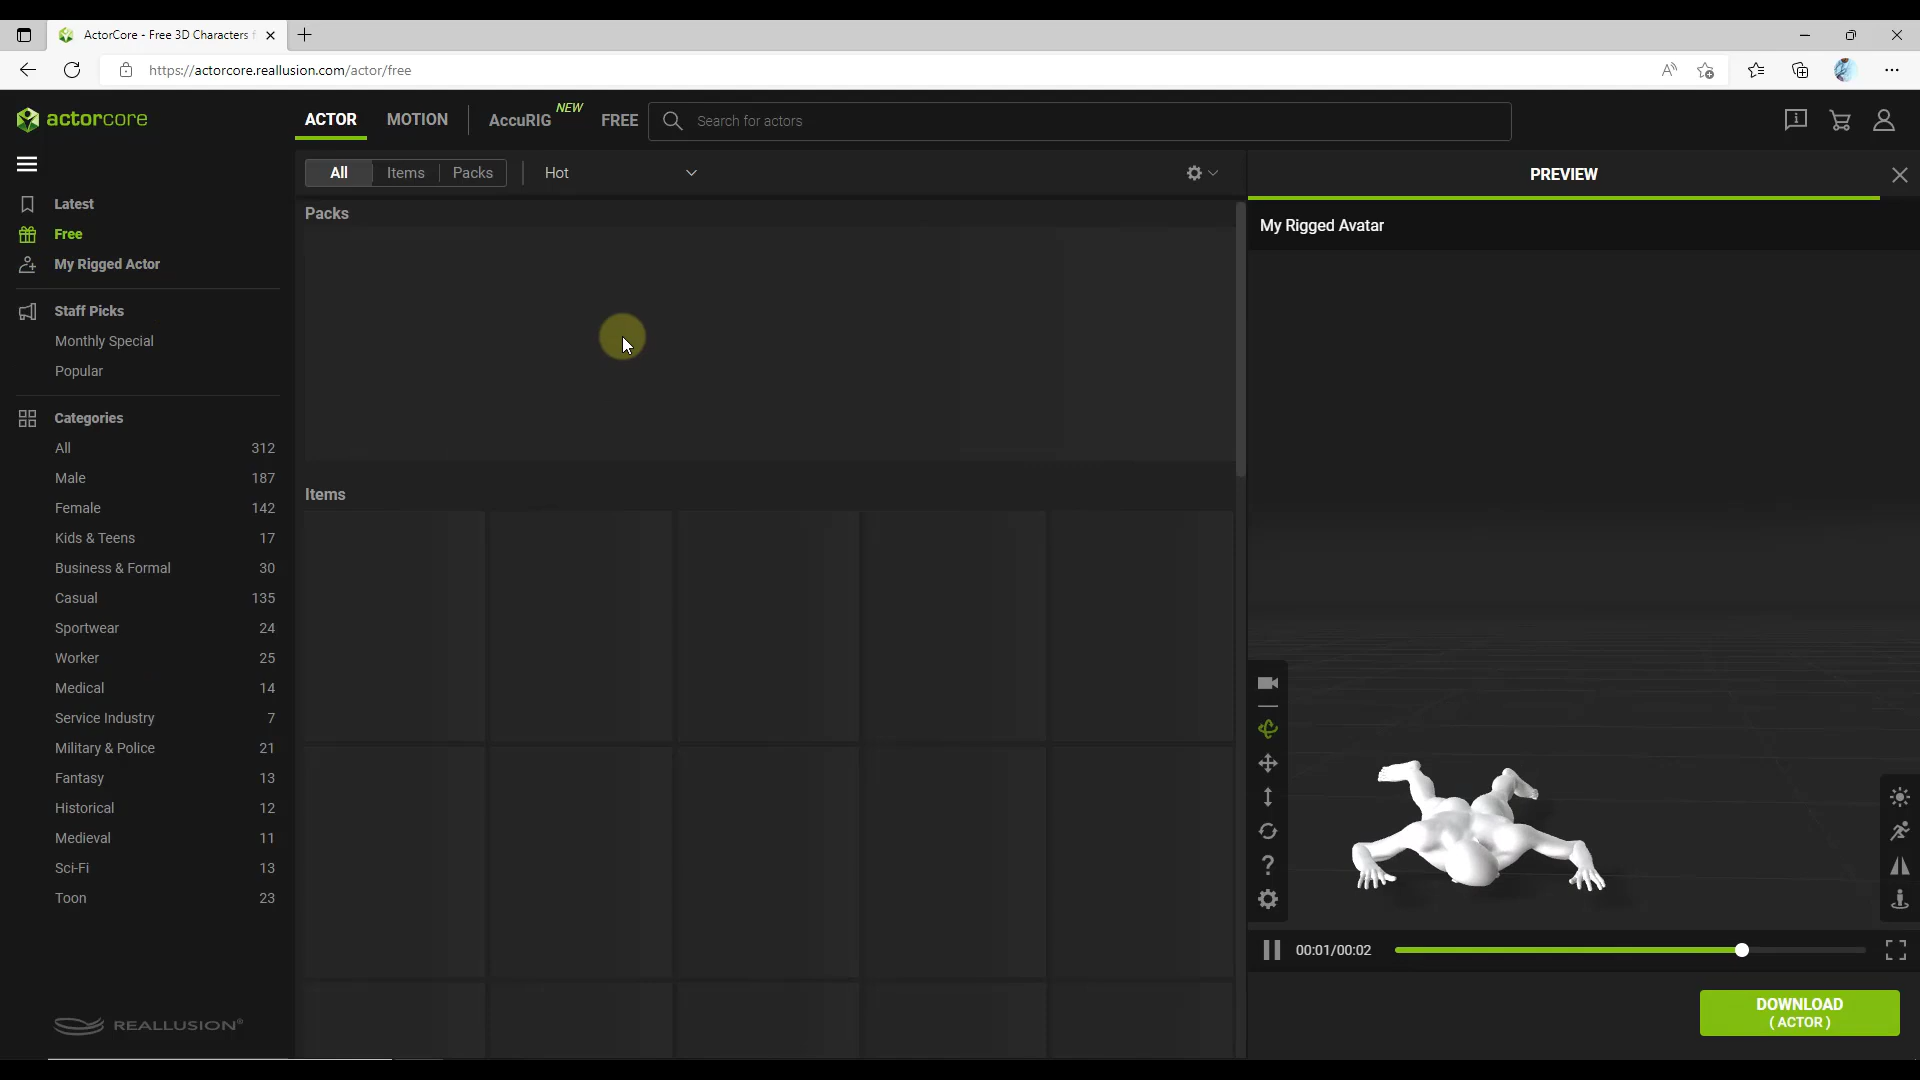 ActorCore - Free 3D Characters f
https://actorcore.reallusion.com/actor/free
actorcore
ACTOR
MOTION
AccuRIG
NEW
FREE
Search for actors
All
Items
Packs
Hot
PREVIEW
Latest
Free
My Rigged Actor
Staff Picks
Monthly Special
Popular
Categories
All 312
Male 187
Female 142
Kids & Teens 17
Business & Formal 30
Casual 135
Sportwear 24
Worker 25
Medical 14
Service Industry 7
Military & Police 21
Fantasy 13
Historical 12
Medieval 11
Sci-Fi 13
Toon 23
REALLUSION®
Packs
Items
My Rigged Avatar
00:01/00:02
DOWNLOAD
( ACTOR )